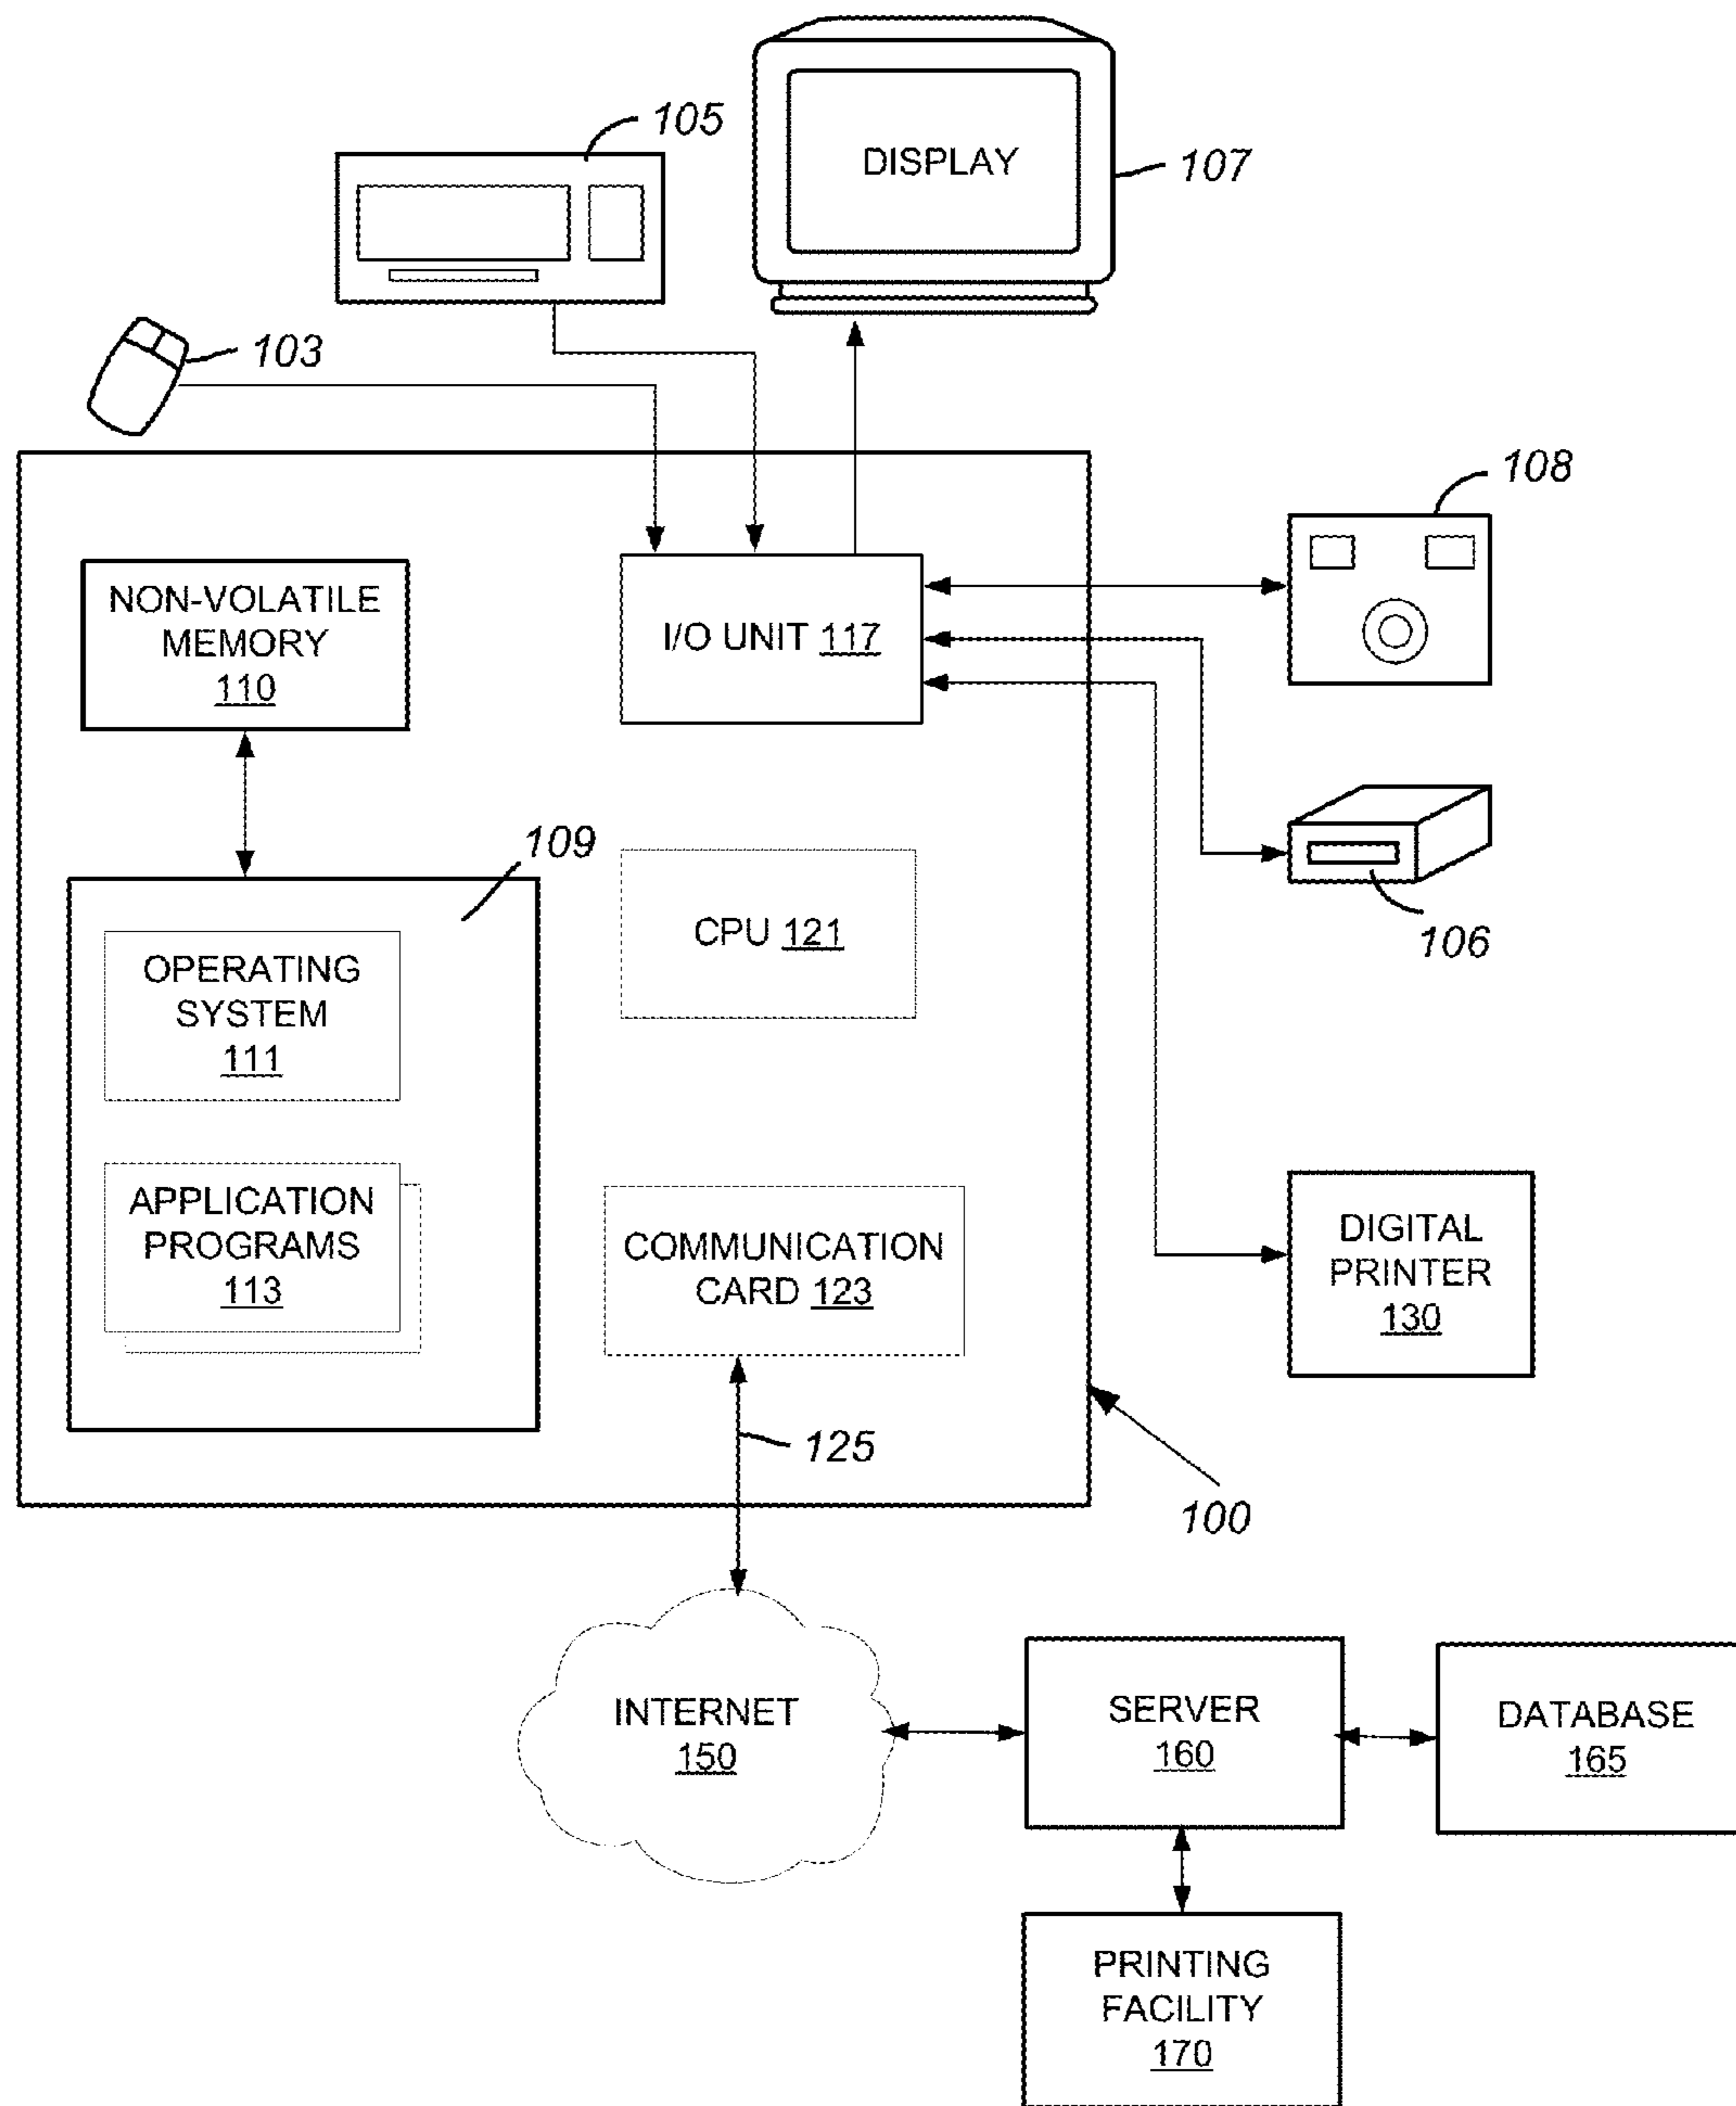 105
DISPLAY
107
103
108
NON-VOLATILE
MEMORY
110
I/O UNIT 117
109
CPU 121
106
OPERATING
SYSTEM
111
APPLICATION
PROGRAMS
113
COMMUNICATION
CARD 123
DIGITAL
PRINTER
130
125
100
INTERNET
150
SERVER
160
DATABASE
165
PRINTING
FACILITY
170